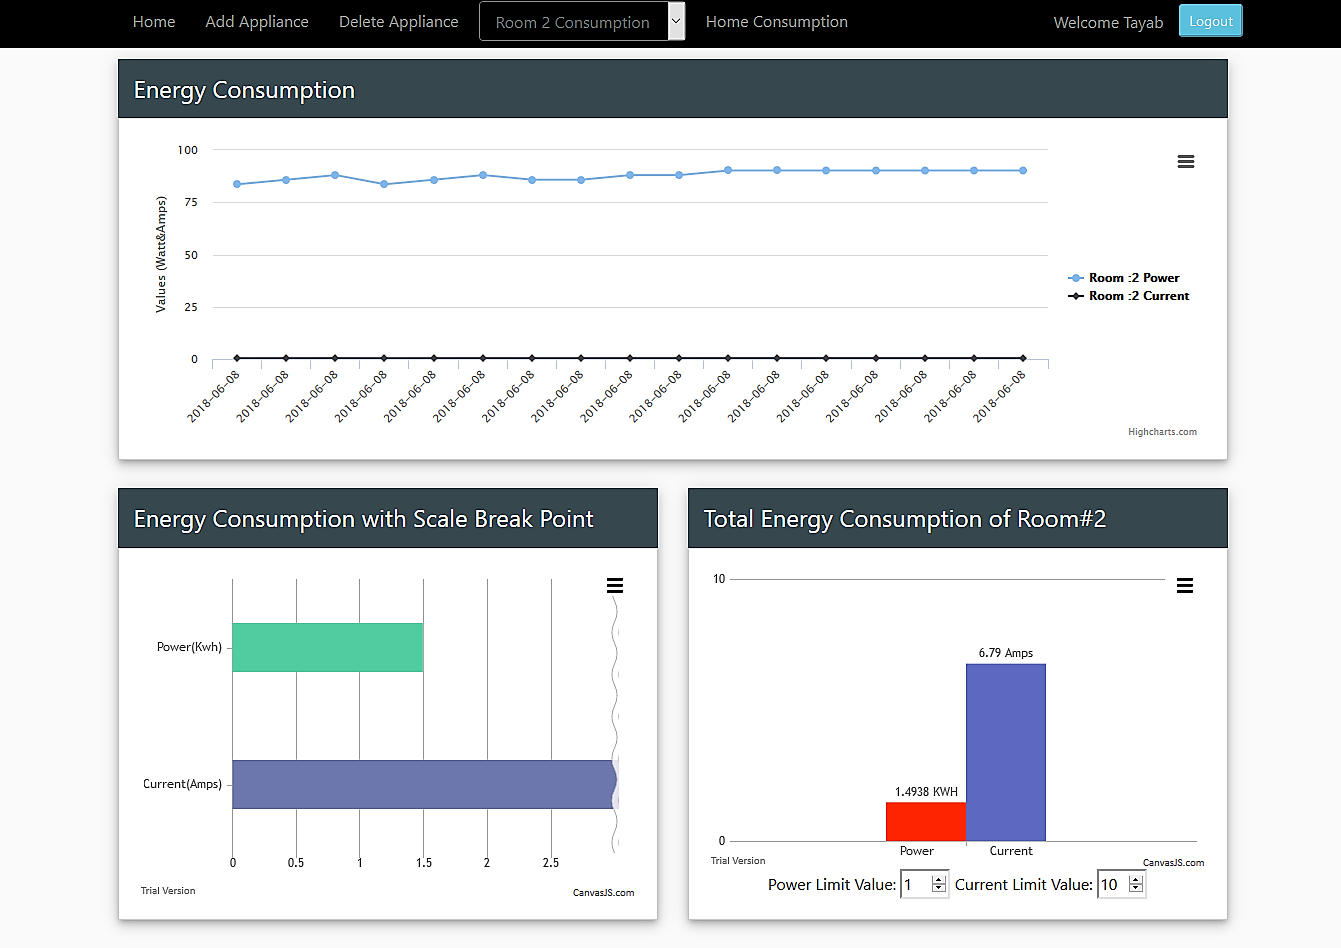 Home Add Appliance Delete Appliance Room 2 Consumption Home Consumption Welcome Tayab Logout
Energy Consumption
100
75
50
25
0
Values (Watt&Amps)
2018-06-08 2018-06-08 2018-06-08 2018-06-08 2018-06-08 2018-06-08 2018-06-08 2018-06-08 2018-06-08 2018-06-08 2018-06-08 2018-06-08 2018-06-08 2018-06-08 2018-06-08 2018-06-08 2018-06-08
Room :2 Power
Room :2 Current
Highcharts.com
Energy Consumption with Scale Break Point
Power(Kwh)
Current(Amps)
0 0.5 1 1.5 2 2.5
Trial Version
CanvasJS.com
Total Energy Consumption of Room#2
10
6.79 Amps
1.4938 KWH
0
Power Current
Trial Version
CanvasJS.com
Power Limit Value: 1 Current Limit Value: 10